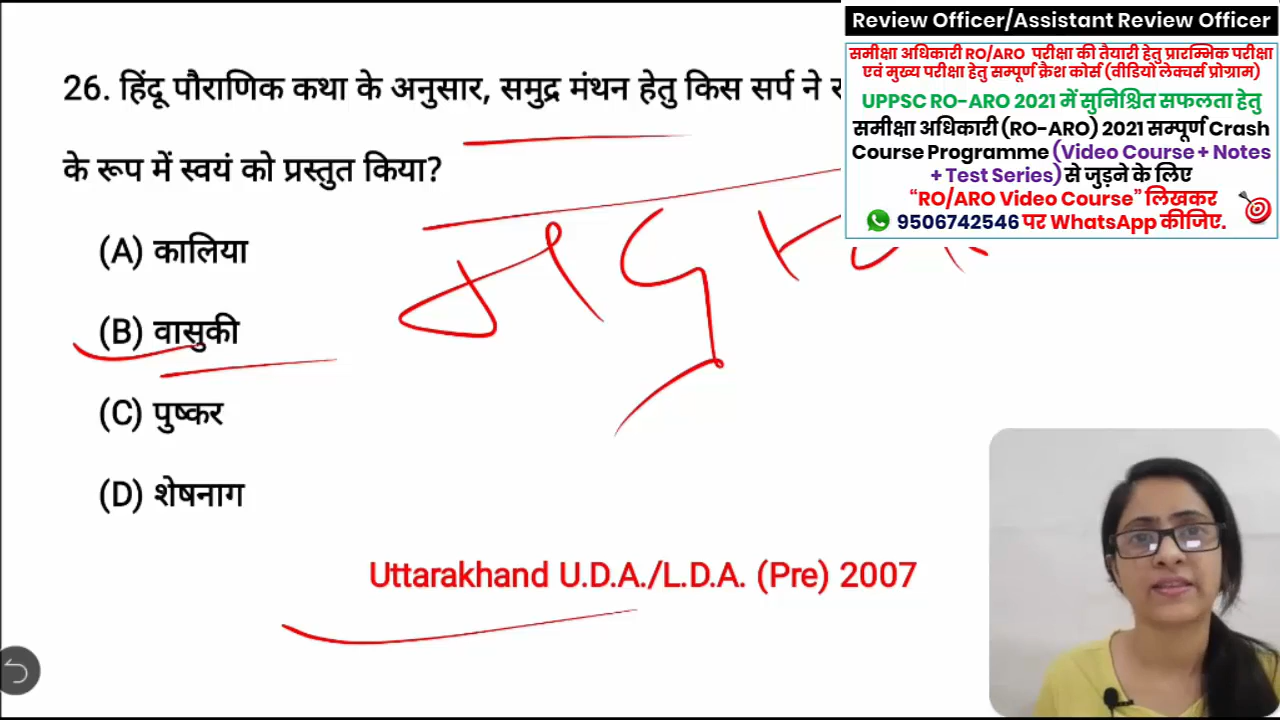 Review Officer/Assistant Review Officer
समीक्षा अधिकारी RO/ARO परीक्षा की तैयारी हेतु प्रारम्भिक परीक्षा
एवं मुख्य परीक्षा हेतु सम्पूर्ण क्रैश कोर्स (वीडियो लेक्चर्स प्रोग्राम)
UPPSC RO-ARO 2021 में सुनिश्चित सफलता हेतु
समीक्षा अधिकारी (RO-ARO) 2021 सम्पूर्ण Crash
Course Programme (Video Course + Notes
+ Test Series) से जुड़ने के लिए
“RO/ARO Video Course” लिखकर
9506742546 पर WhatsApp कीजिए.
26. हिंदू पौराणिक कथा के अनुसार, समुद्र मंथन हेतु किस सर्प ने
के रूप में स्वयं को प्रस्तुत किया?
(A) कालिया
(B) वासुकी
(C) पुष्कर
(D) शेषनाग
Uttarakhand U.D.A./L.D.A. (Pre) 2007